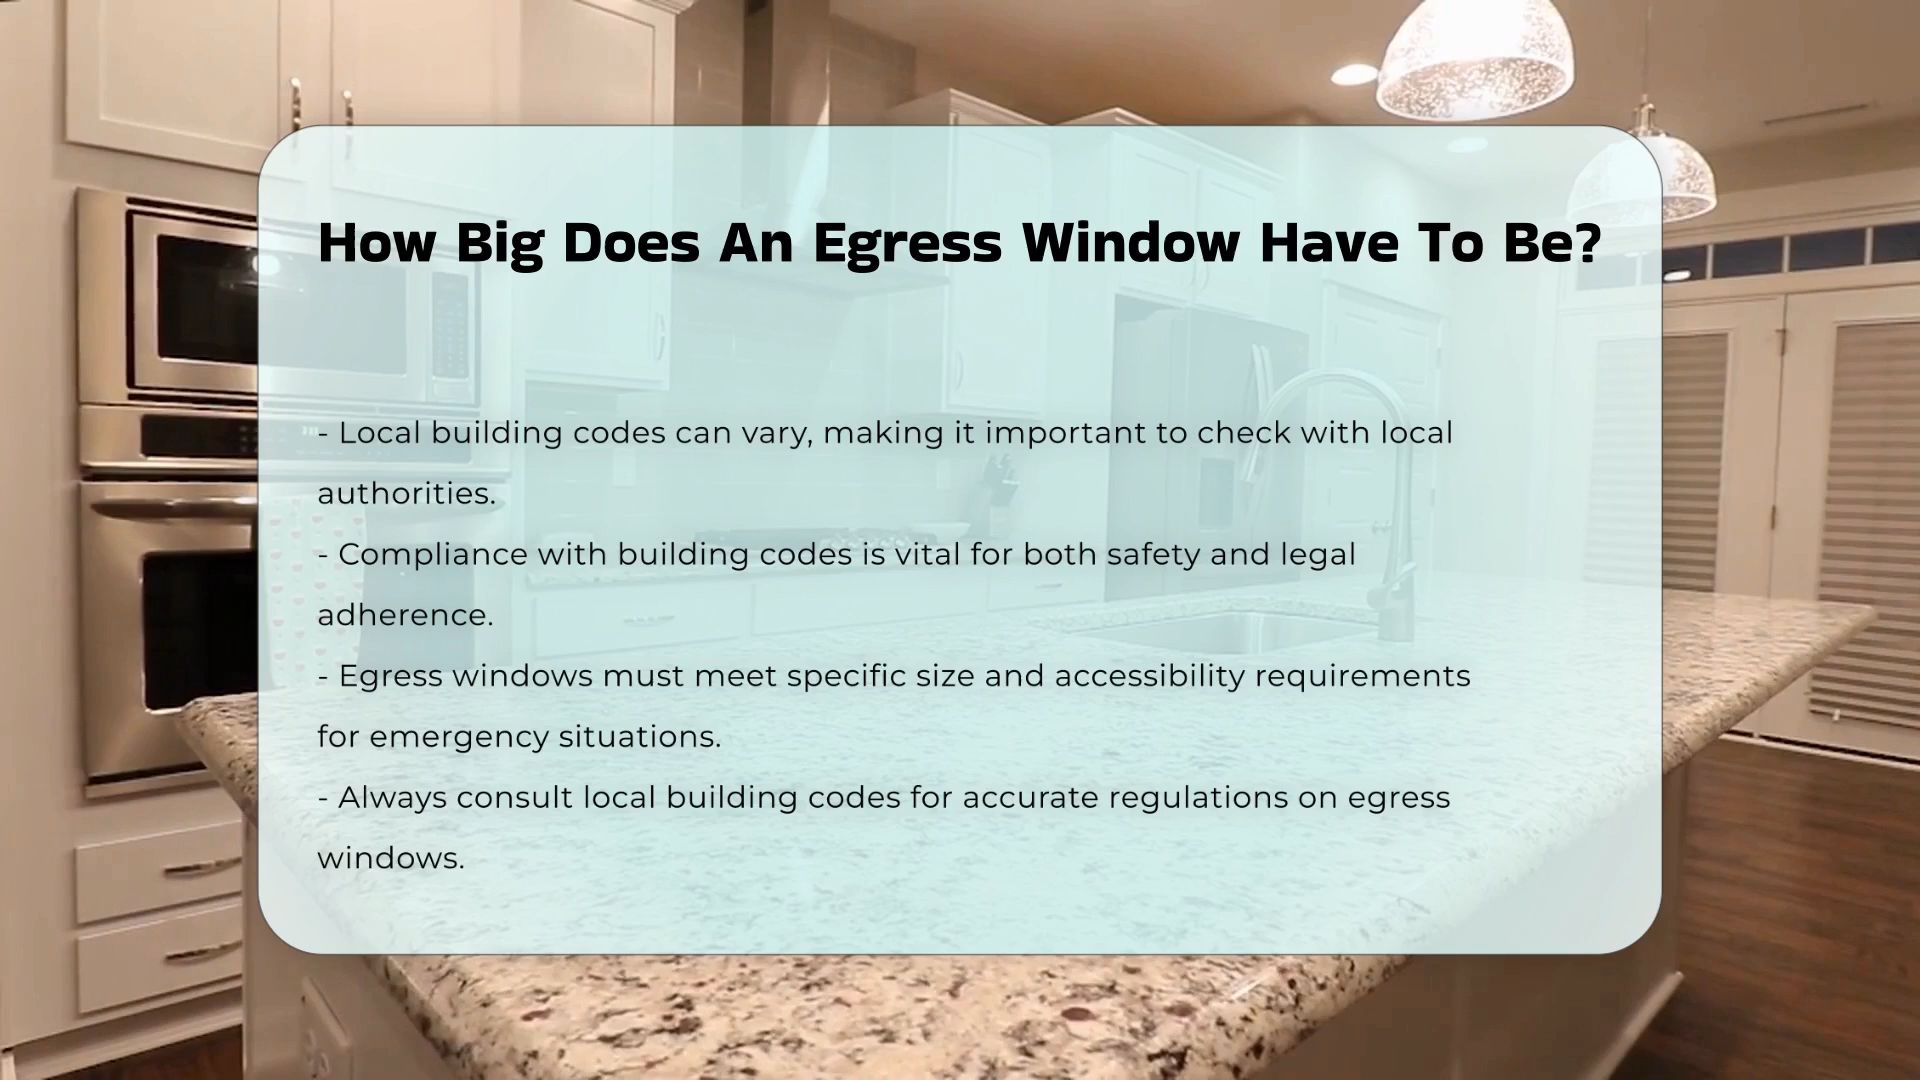 How Big Does An Egress Window Have To Be?
- Local building codes can vary, making it important to check with local
authorities.
- Compliance with building codes is vital for both safety and legal
adherence.
- Egress windows must meet specific size and accessibility requirements
for emergency situations.
- Always consult local building codes for accurate regulations on egress
windows.